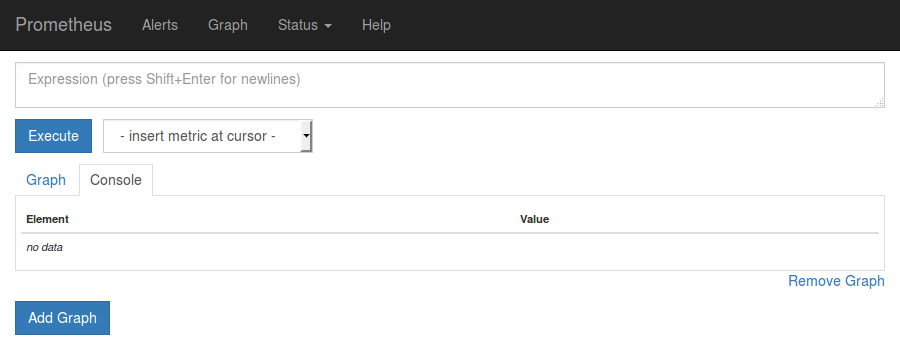 Prometheus Alerts Graph Status Help
Expression (press Shift+Enter for newlines)
Execute - insert metric at cursor -
Graph Console
Element Value
no data
Remove Graph
Add Graph